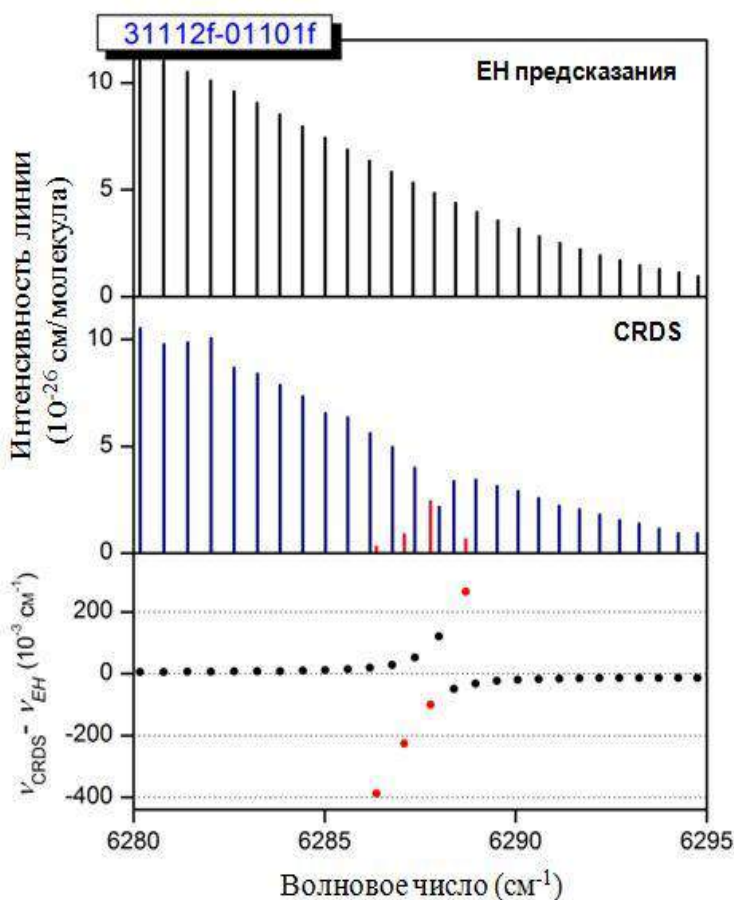 31112f-01101f
EH предсказания
10
5
0
CRDS
10
5
0
Интенсивность линии
(10⁻²⁶ см/молекула)
200
0
-200
-400
νCRDS - νEH (10⁻³ см⁻¹)
6280 6285 6290 6295
Волновое число (см⁻¹)